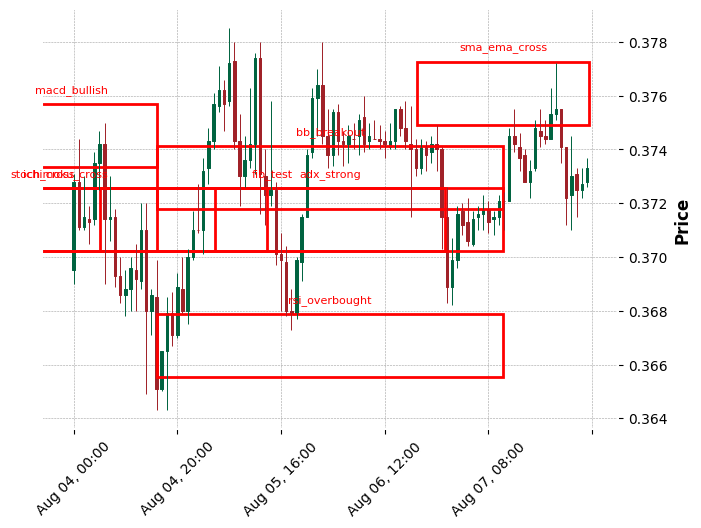 sma_ema_cross
macd_bullish
bb_breakout
stoch_cross
ichimoku_cross
fib_test
adx_strong
rsi_overbought
0.378
0.376
0.374
0.372
0.370
0.368
0.366
0.364
Price
Aug 04, 00:00
Aug 04, 20:00
Aug 05, 16:00
Aug 06, 12:00
Aug 07, 08:00